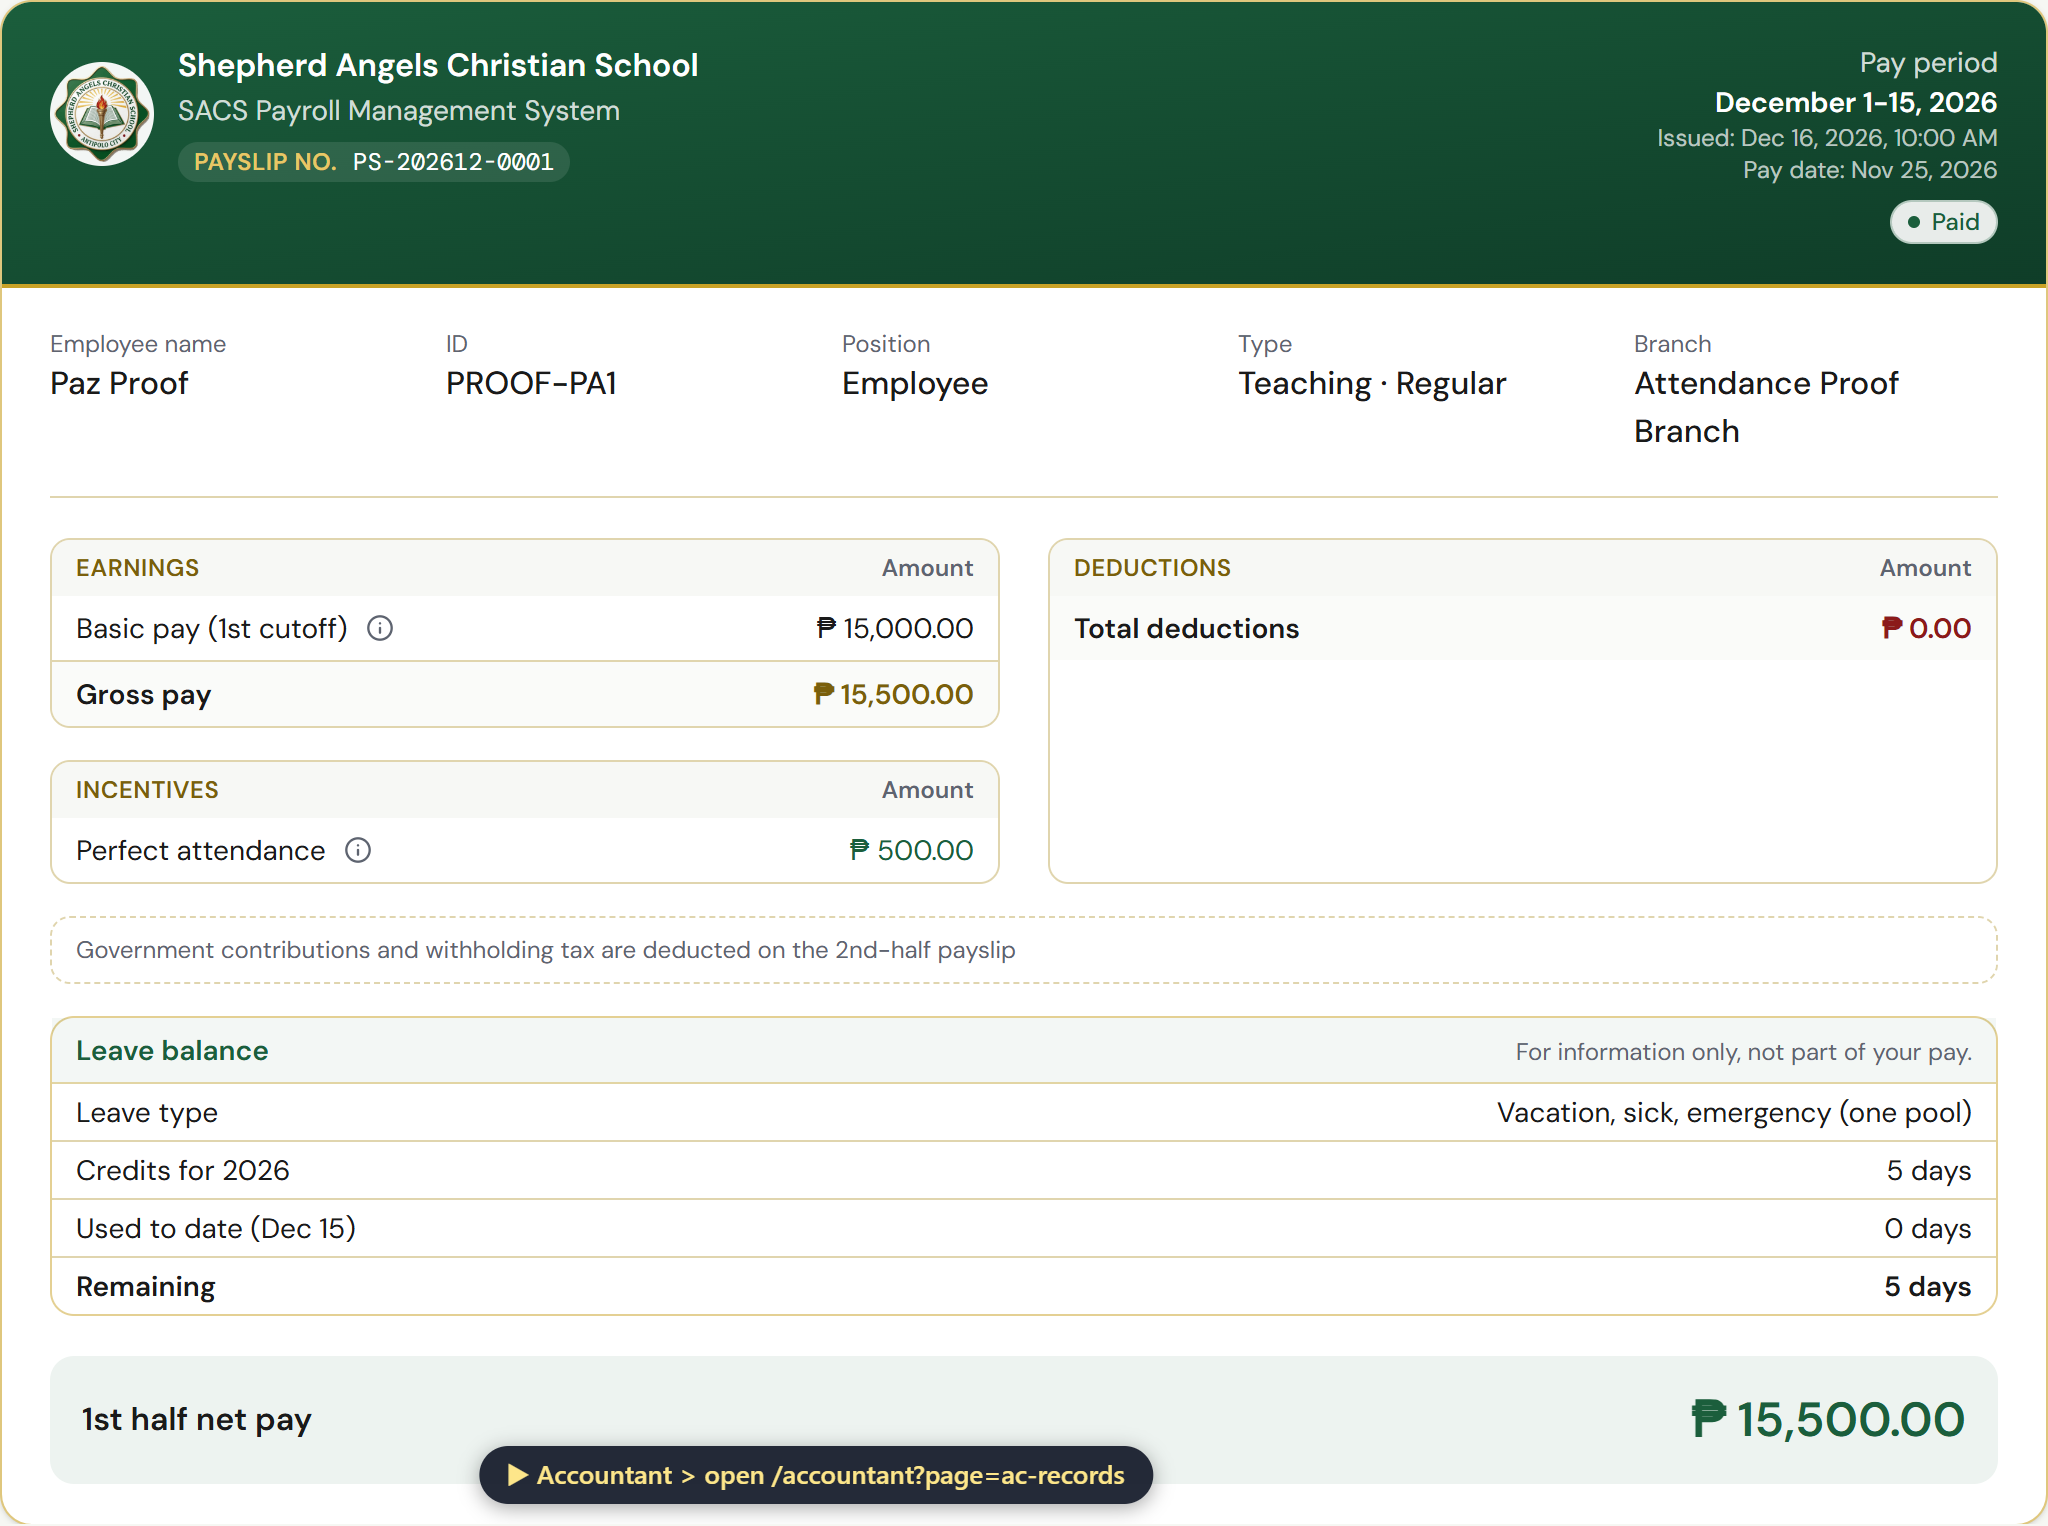 SHEPHERD ANGELS CHRISTIAN SCHOOL
• ANTIPOLO CITY •
Shepherd Angels Christian School
SACS Payroll Management System
PAYSLIP NO. PS-202612-0001
Pay period
December 1–15, 2026
Issued: Dec 16, 2026, 10:00 AM
Pay date: Nov 25, 2026
Paid
Employee name
Paz Proof
ID
PROOF-PA1
Position
Employee
Type
Teaching · Regular
Branch
Attendance Proof
Branch
EARNINGS Amount
Basic pay (1st cutoff) ₱ 15,000.00
Gross pay ₱ 15,500.00
INCENTIVES Amount
Perfect attendance ₱ 500.00
DEDUCTIONS Amount
Total deductions ₱ 0.00
Government contributions and withholding tax are deducted on the 2nd-half payslip
Leave balance For information only, not part of your pay.
Leave type Vacation, sick, emergency (one pool)
Credits for 2026 5 days
Used to date (Dec 15) 0 days
Remaining 5 days
1st half net pay ₱ 15,500.00
▶ Accountant > open /accountant?page=ac-records